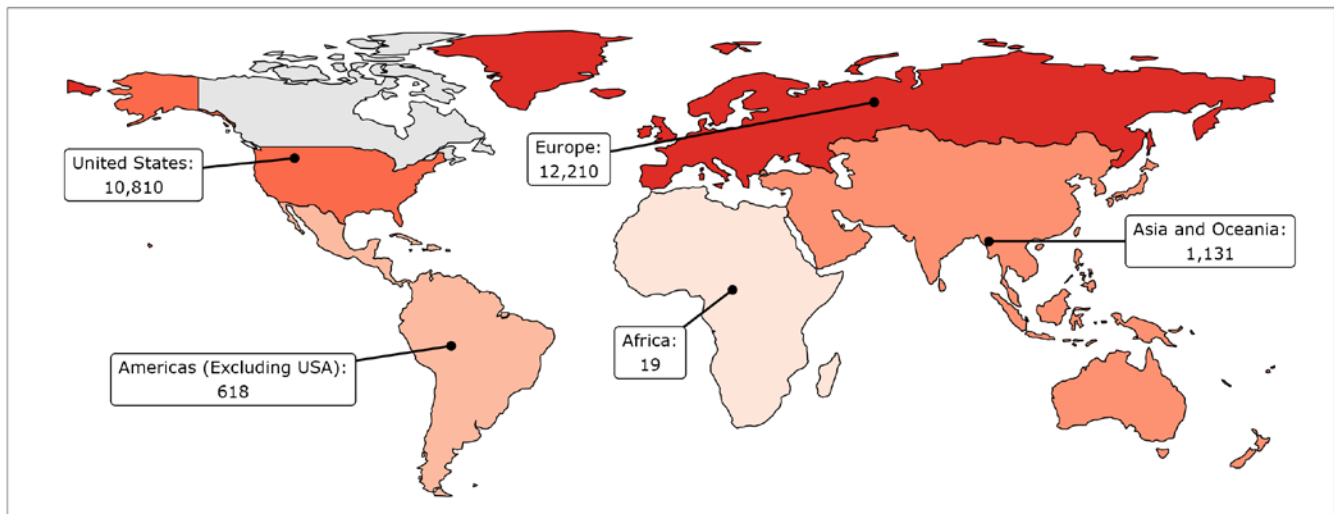 United States:
10,810
Europe:
12,210
Asia and Oceania:
1,131
Africa:
19
Americas (Excluding USA):
618